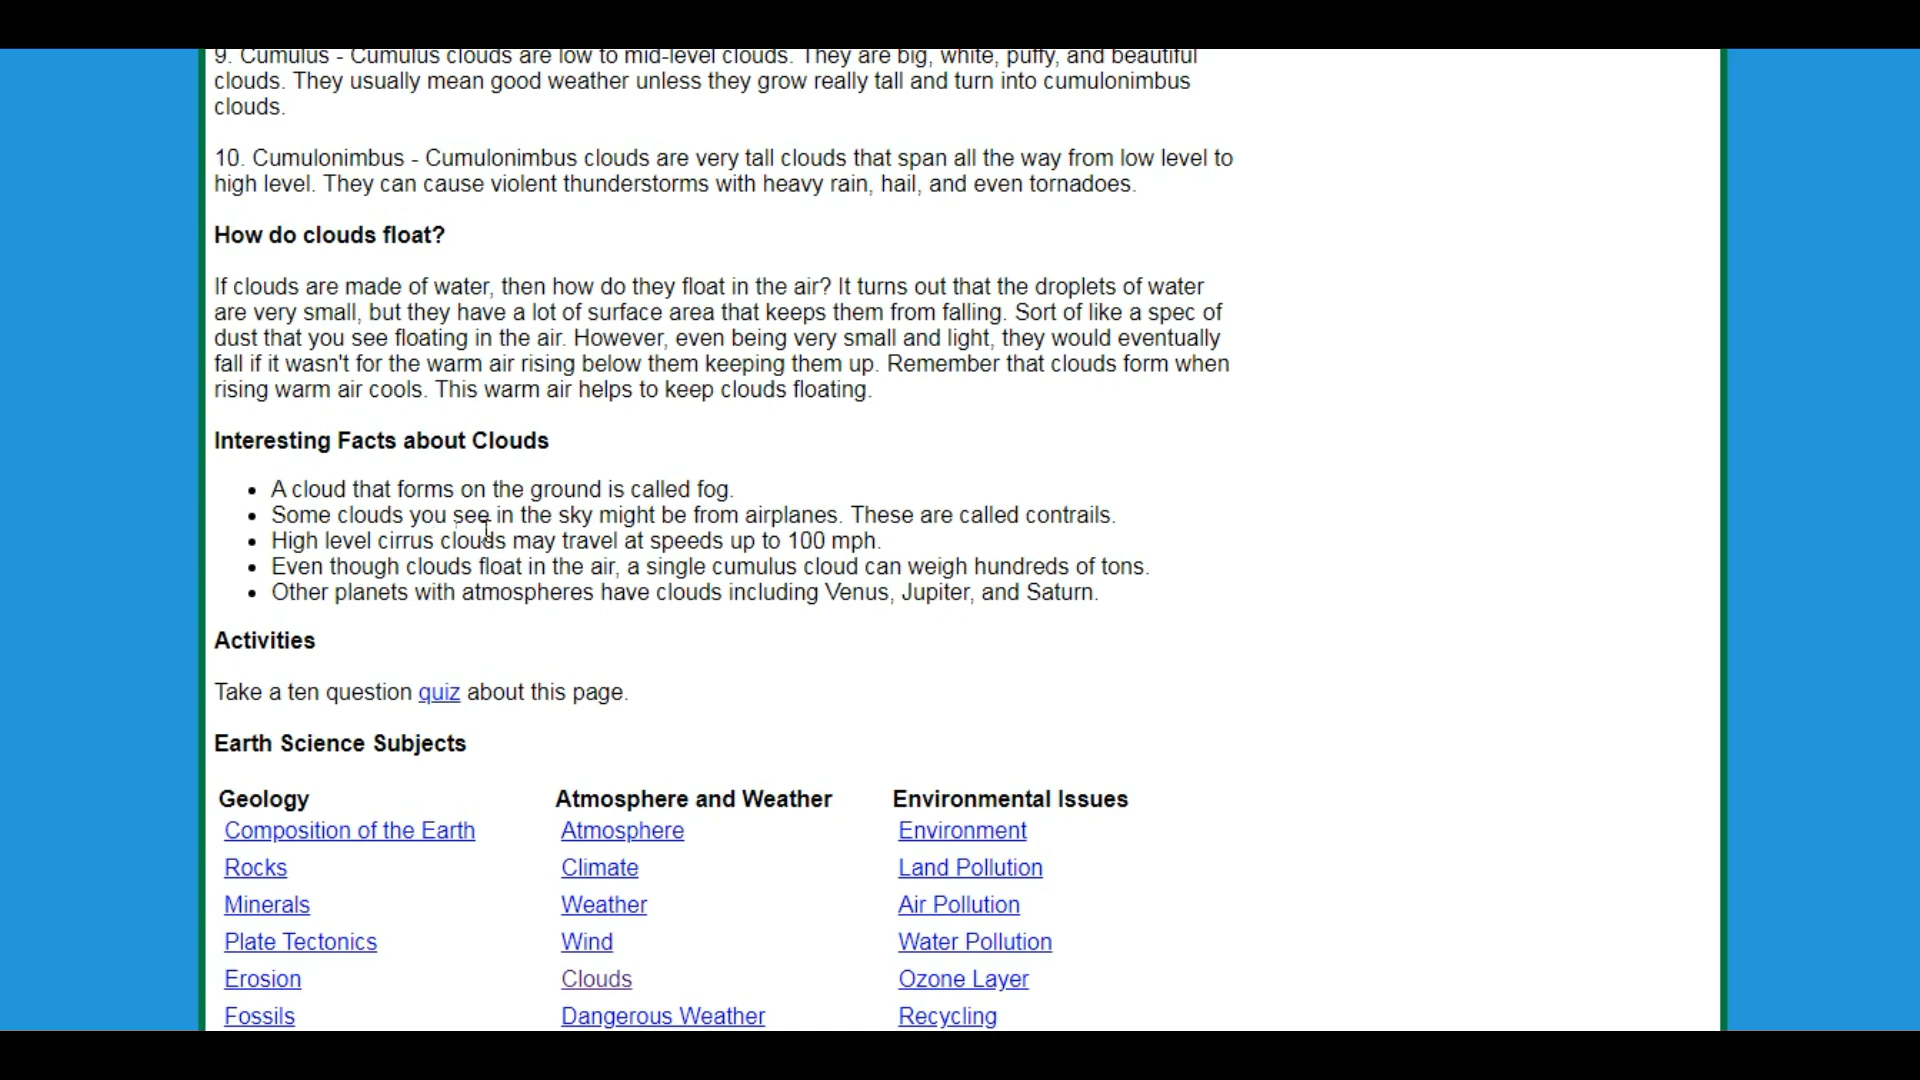 9. Cumulus - Cumulus clouds are low to mid-level clouds. They are big, white, puffy, and beautiful
clouds. They usually mean good weather unless they grow really tall and turn into cumulonimbus
clouds.
10. Cumulonimbus - Cumulonimbus clouds are very tall clouds that span all the way from low level to
high level. They can cause violent thunderstorms with heavy rain, hail, and even tornadoes.
How do clouds float?
If clouds are made of water, then how do they float in the air? It turns out that the droplets of water
are very small, but they have a lot of surface area that keeps them from falling. Sort of like a spec of
dust that you see floating in the air. However, even being very small and light, they would eventually
fall if it wasn't for the warm air rising below them keeping them up. Remember that clouds form when
rising warm air cools. This warm air helps to keep clouds floating.
Interesting Facts about Clouds
• A cloud that forms on the ground is called fog.
• Some clouds you see in the sky might be from airplanes. These are called contrails.
• High level cirrus clouds may travel at speeds up to 100 mph.
• Even though clouds float in the air, a single cumulus cloud can weigh hundreds of tons.
• Other planets with atmospheres have clouds including Venus, Jupiter, and Saturn.
Activities
Take a ten question quiz about this page.
Earth Science Subjects
Geology
Composition of the Earth
Rocks
Minerals
Plate Tectonics
Erosion
Fossils
Atmosphere and Weather
Atmosphere
Climate
Weather
Wind
Clouds
Dangerous Weather
Environmental Issues
Environment
Land Pollution
Air Pollution
Water Pollution
Ozone Layer
Recycling